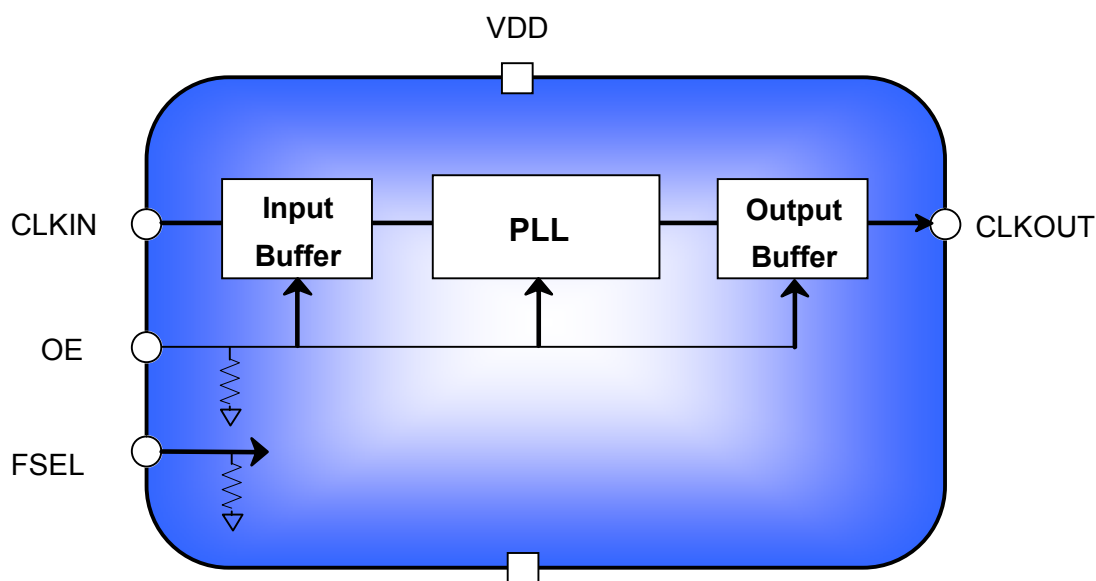 VDD
Input
Buffer
PLL
Output
Buffer
CLKIN
CLKOUT
OE
FSEL